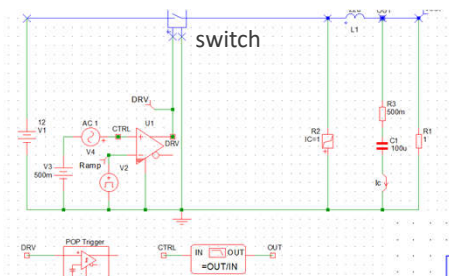 switch
L1
DRV
R3
500m
12
V1
AC 1
CTRL
U1
DRV
V4
R2
IC=1
C1
100u
R1
1
V3
500m
Ramp
V2
Ic
DRV
POP Trigger
CTRL
IN
OUT
=OUT/IN
OUT